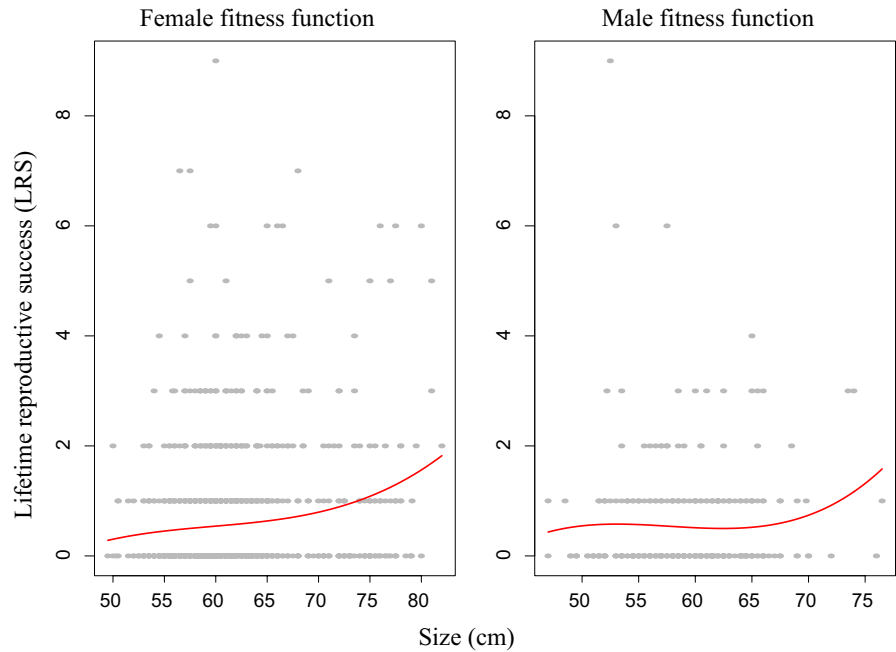 Female fitness function
Male fitness function
Lifetime reproductive success (LRS)
8
6
4
2
0
50 55 60 65 70 75 80
8
6
4
2
0
50 55 60 65 70 75
Size (cm)